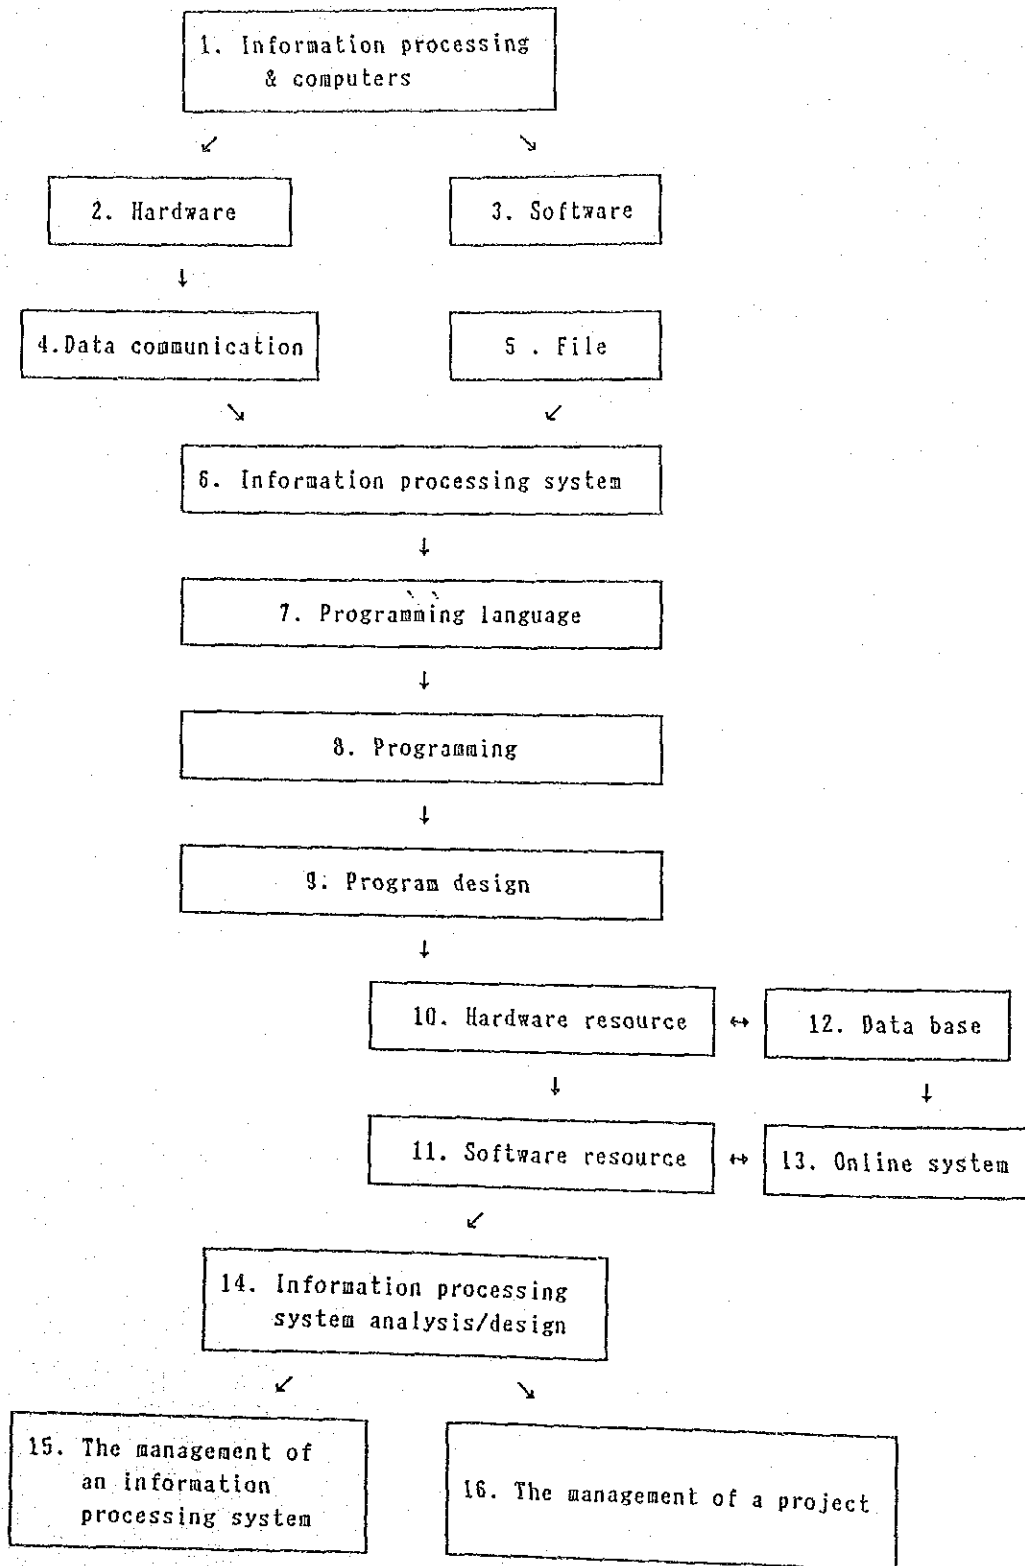 1. Information processing
& computers
↙ ↘
2. Hardware
3. Software
↓
4.Data communication
5 . File
↘ ↙
6. Information processing system
↓
7. Programming language
↓
8. Programming
↓
9. Program design
↓
10. Hardware resource ↔ 12. Data base
↓ ↓
11. Software resource ↔ 13. Online system
↙
14. Information processing
system analysis/design
↙ ↘
15. The management of
an information
processing system
16. The management of a project